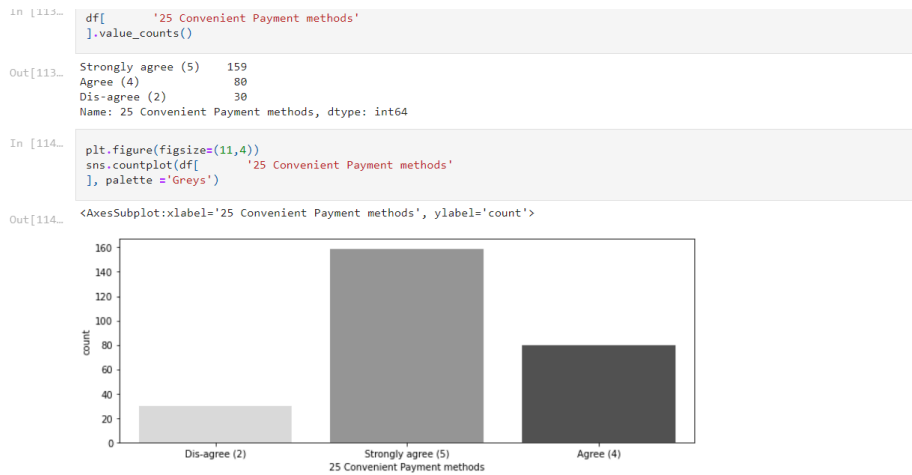 In [113…
df[       '25 Convenient Payment methods'
].value_counts()
Out[113…
Strongly agree (5)    159
Agree (4)              80
Dis-agree (2)          30
Name: 25 Convenient Payment methods, dtype: int64
In [114…
plt.figure(figsize=(11,4))
sns.countplot(df[       '25 Convenient Payment methods'
], palette ='Greys')
Out[114…
<AxesSubplot:xlabel='25 Convenient Payment methods', ylabel='count'>
160
140
120
100
80
60
40
20
0
count
Dis-agree (2)
Strongly agree (5)
Agree (4)
25 Convenient Payment methods